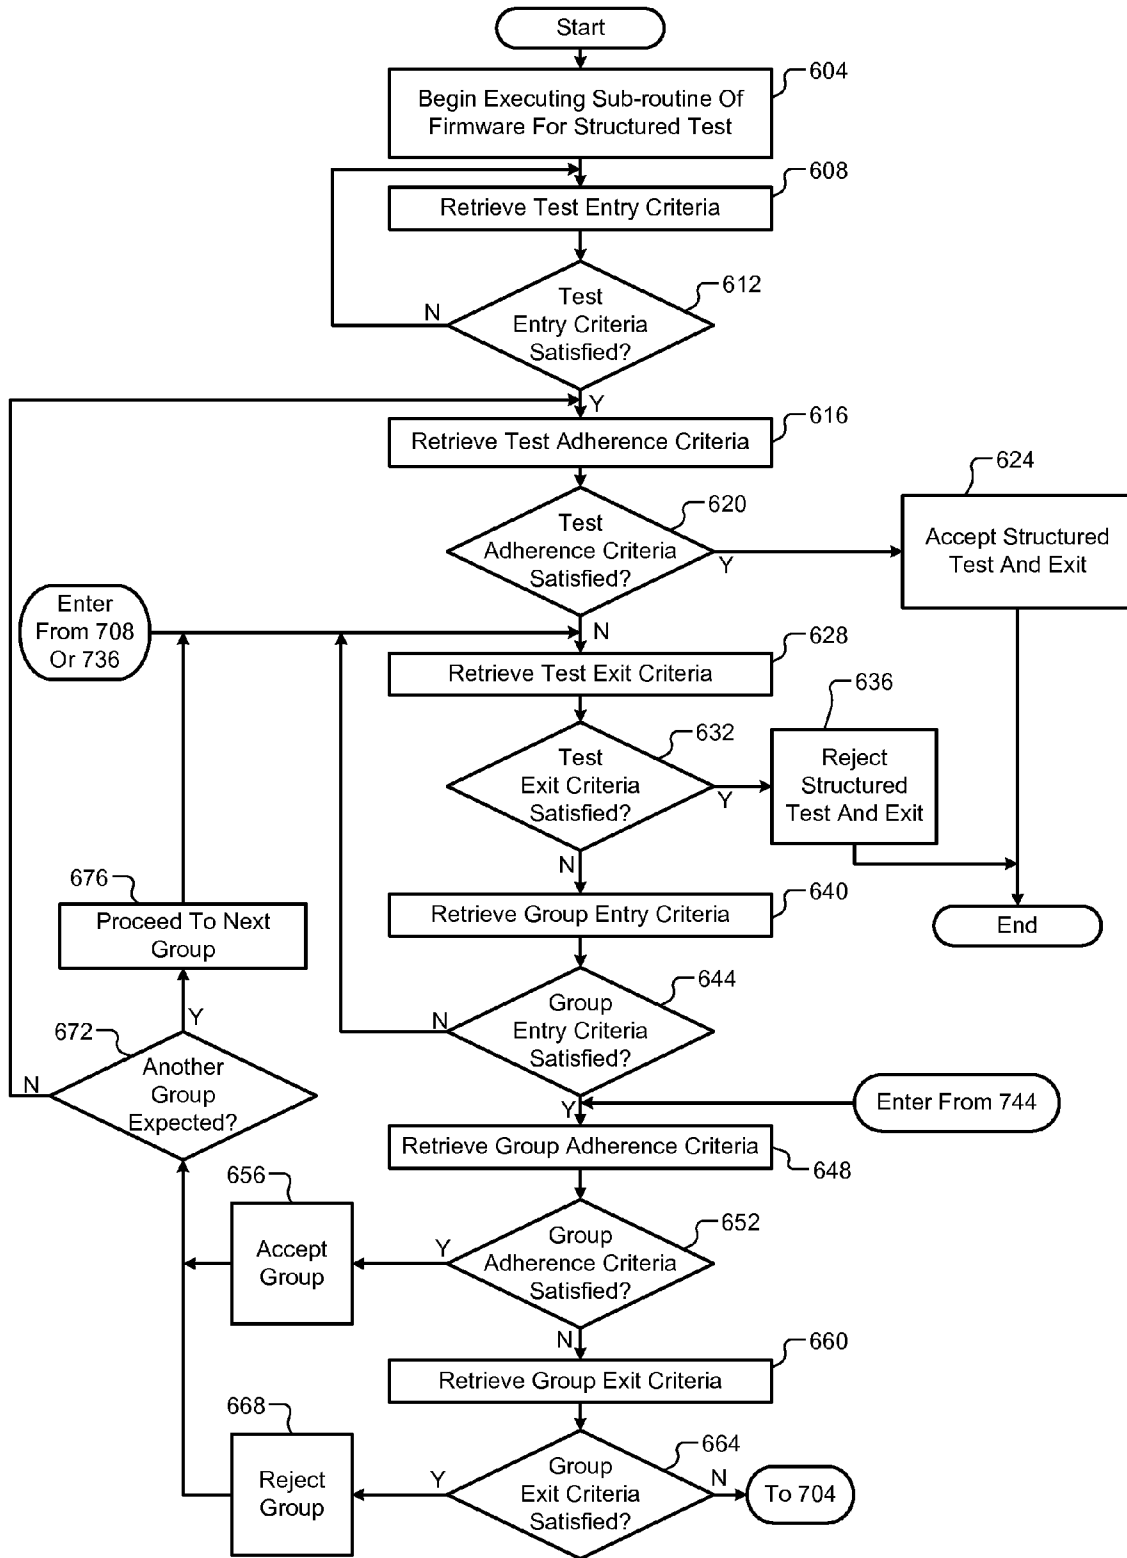 Start
604
Begin Executing Sub-routine Of
Firmware For Structured Test
608
Retrieve Test Entry Criteria
612
Test
Entry Criteria
Satisfied?
N
Y
616
Retrieve Test Adherence Criteria
624
Accept Structured
Test And Exit
620
Test
Adherence Criteria
Satisfied?
Y
N
Enter
From 708
Or 736
628
Retrieve Test Exit Criteria
636
Reject
Structured
Test And Exit
632
Test
Exit Criteria
Satisfied?
Y
N
640
Retrieve Group Entry Criteria
End
676
Proceed To Next
Group
644
Group
Entry Criteria
Satisfied?
N
Y
672
Another
Group
Expected?
Y
N
Enter From 744
Retrieve Group Adherence Criteria
648
656
Accept
Group
652
Group
Adherence Criteria
Satisfied?
Y
N
660
Retrieve Group Exit Criteria
668
Reject
Group
664
Group
Exit Criteria
Satisfied?
Y
N
To 704